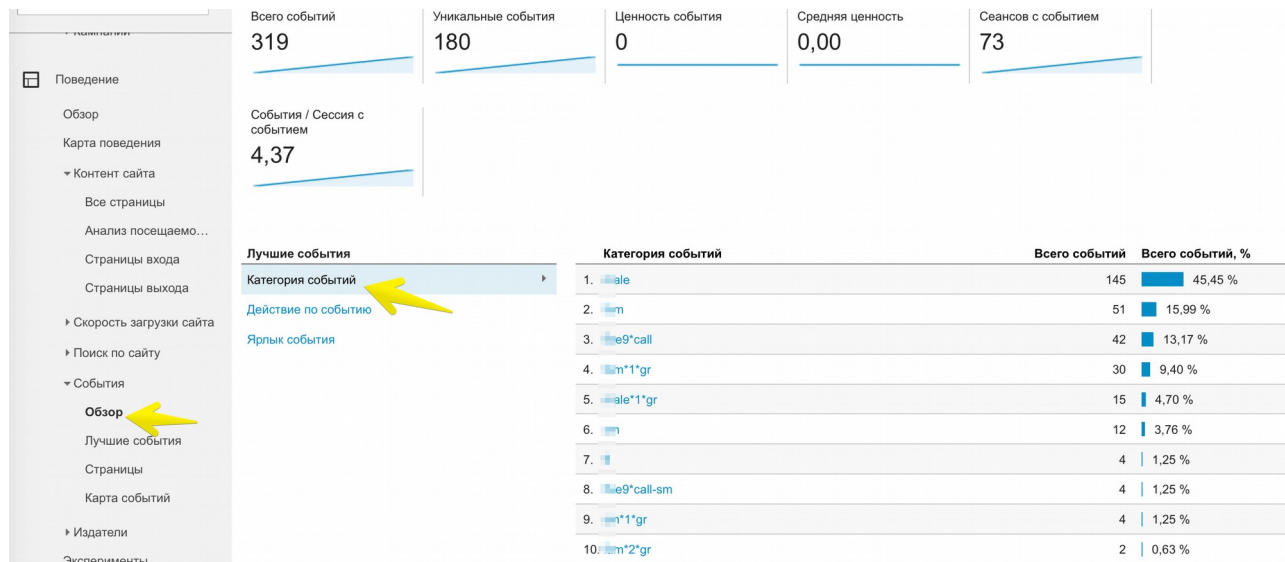 Всего событий
319
Уникальные события
180
Ценность события
0
Средняя ценность
0,00
Сеансов с событием
73
События / Сессия с
событием
4,37
Кампании
Поведение
Обзор
Карта поведения
Контент сайта
Все страницы
Анализ посещаемо...
Страницы входа
Страницы выхода
Скорость загрузки сайта
Поиск по сайту
События
Обзор
Лучшие события
Страницы
Карта событий
Издатели
Эксперименты
Лучшие события
Категория событий
Действие по событию
Ярлык события
Категория событий Всего событий Всего событий, %
1. ale 145 45,45 %
2. m 51 15,99 %
3. e9*call 42 13,17 %
4. m*1*gr 30 9,40 %
5. ale*1*gr 15 4,70 %
6. 12 3,76 %
7. 4 1,25 %
8. e9*call-sm 4 1,25 %
9. *1*gr 4 1,25 %
10. m*2*gr 2 0,63 %